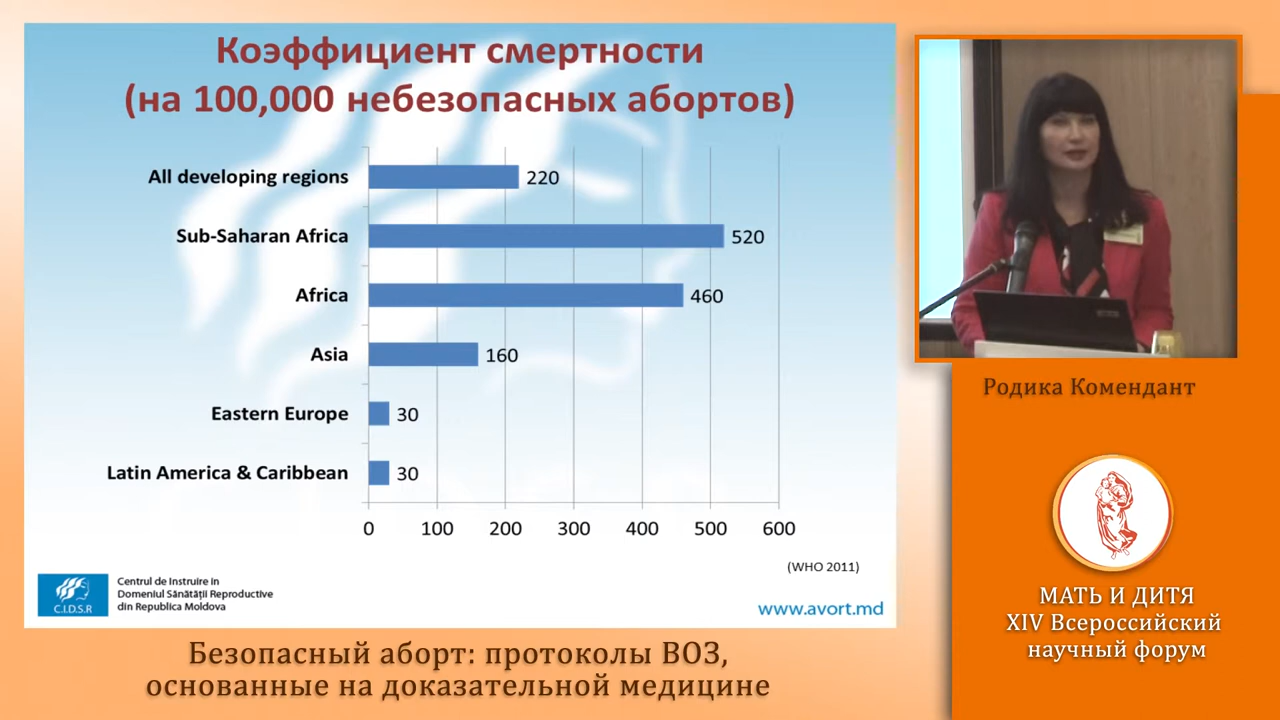 Коэффициент смертности
(на 100,000 небезопасных абортов)
All developing regions
220
Sub-Saharan Africa
520
Africa
460
Asia
160
Eastern Europe
30
Latin America & Caribbean
30
0 100 200 300 400 500 600
(WHO 2011)
C.I.D.S.R
Centrul de Instruire in
Domeniul Sănătății Reproductive
din Republica Moldova
www.avort.md
Безопасный аборт: протоколы ВОЗ,
основанные на доказательной медицине
Родика Комендант
МАТЬ И ДИТЯ
XIV Всероссийский
научный форум